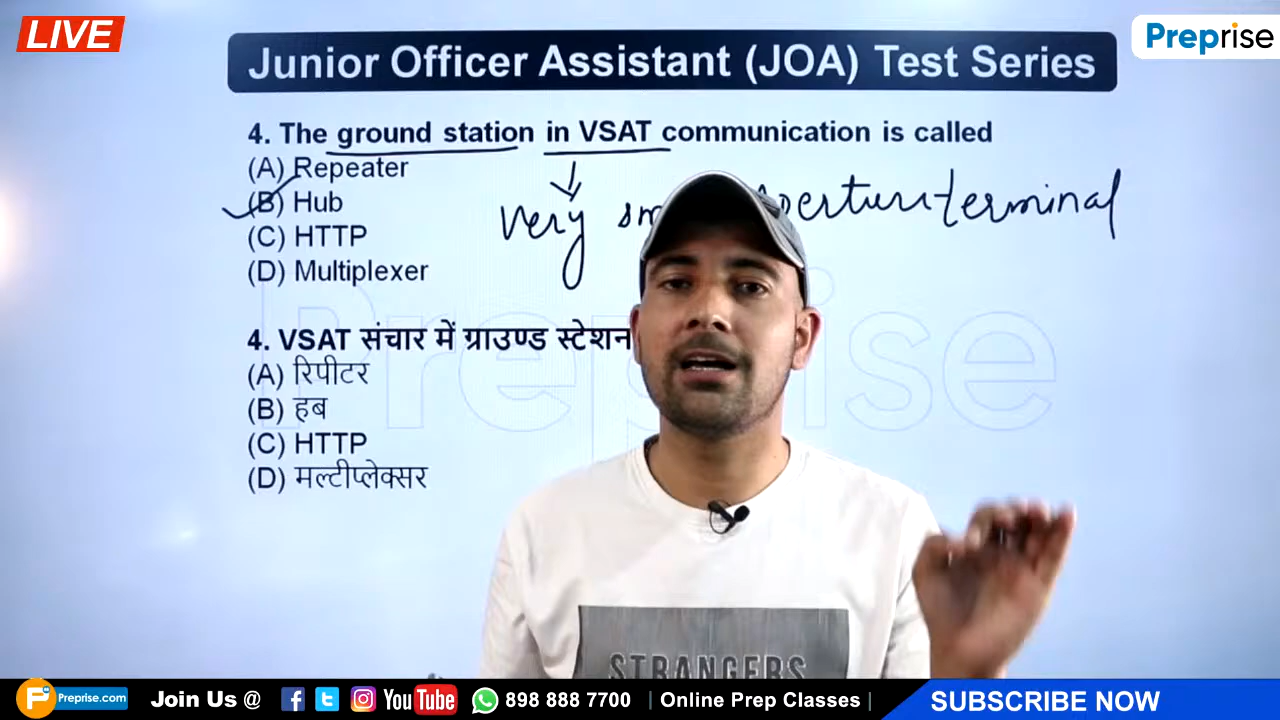 LIVE
Preprise
Junior Officer Assistant (JOA) Test Series
4. The ground station in VSAT communication is called
(A) Repeater
(B) Hub
(C) HTTP
(D) Multiplexer
very terminal
4. VSAT संचार में ग्राउण्ड स्टेशन
(A) रिपीटर
(B) हब
(C) HTTP
(D) मल्टीप्लेक्सर
Preprise
STRANGERS
Preprise.com Join Us @ YouTube 898 888 7700 | Online Prep Classes | SUBSCRIBE NOW